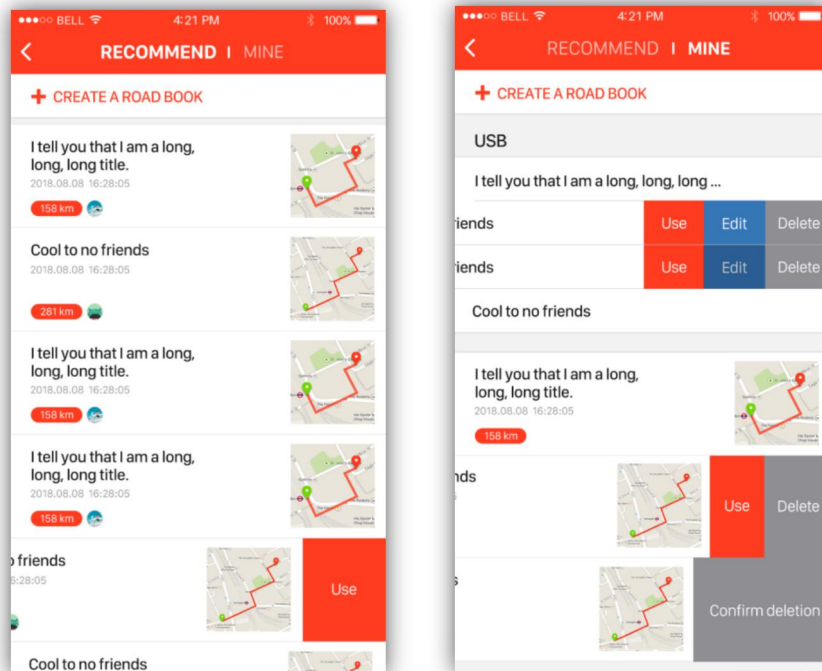 BELL
4:21 PM
100%
RECOMMEND I MINE
+ CREATE A ROAD BOOK
I tell you that I am a long,
long, long title.
2018.08.08 16:28:05
158 km
Cool to no friends
2018.08.08 16:28:05
281 km
I tell you that I am a long,
long, long title.
2018.08.08 16:28:05
158 km
I tell you that I am a long,
long, long title.
2018.08.08 16:28:05
158 km
friends
6:28:05
Use
Cool to no friends
BELL
4:21 PM
100%
RECOMMEND I MINE
+ CREATE A ROAD BOOK
USB
I tell you that I am a long, long, long ...
iends Use Edit Delete
iends Use Edit Delete
Cool to no friends
I tell you that I am a long,
long, long title.
2018.08.08 16:28:05
158 km
nds
Use Delete
Confirm deletion